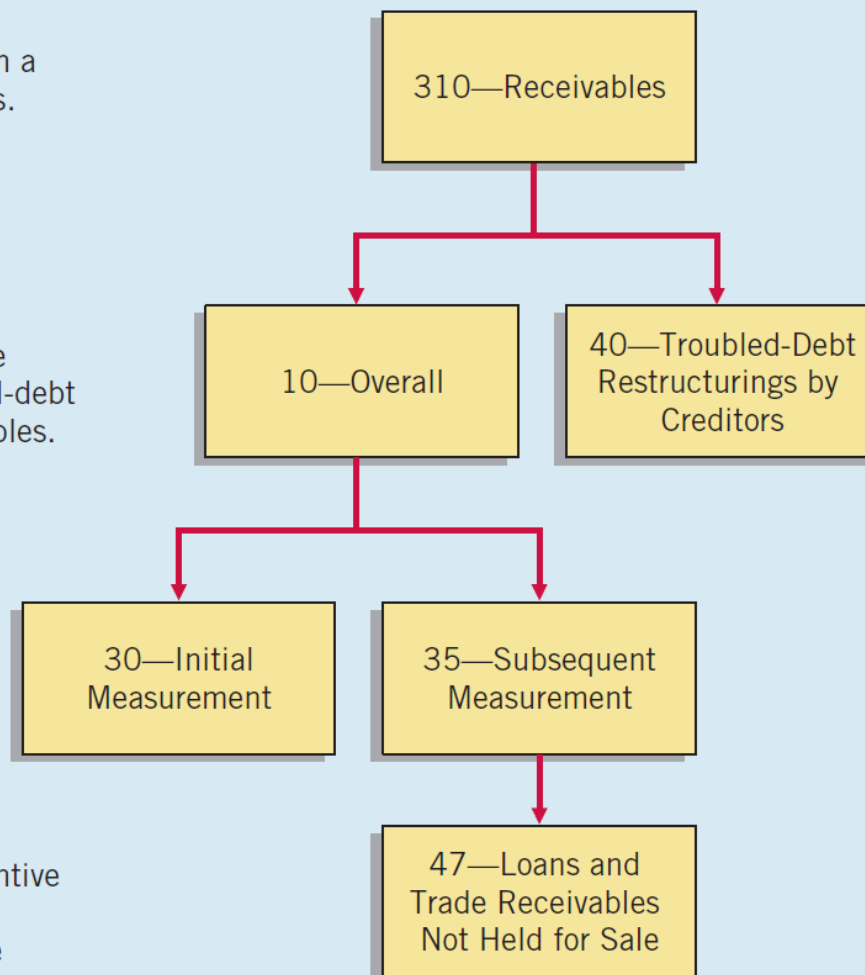 n a
s.
310—Receivables
e
l-debt
bles.
10—Overall
40—Troubled-Debt
Restructurings by
Creditors
30—Initial
Measurement
35—Subsequent
Measurement
ntive
e
47—Loans and
Trade Receivables
Not Held for Sale